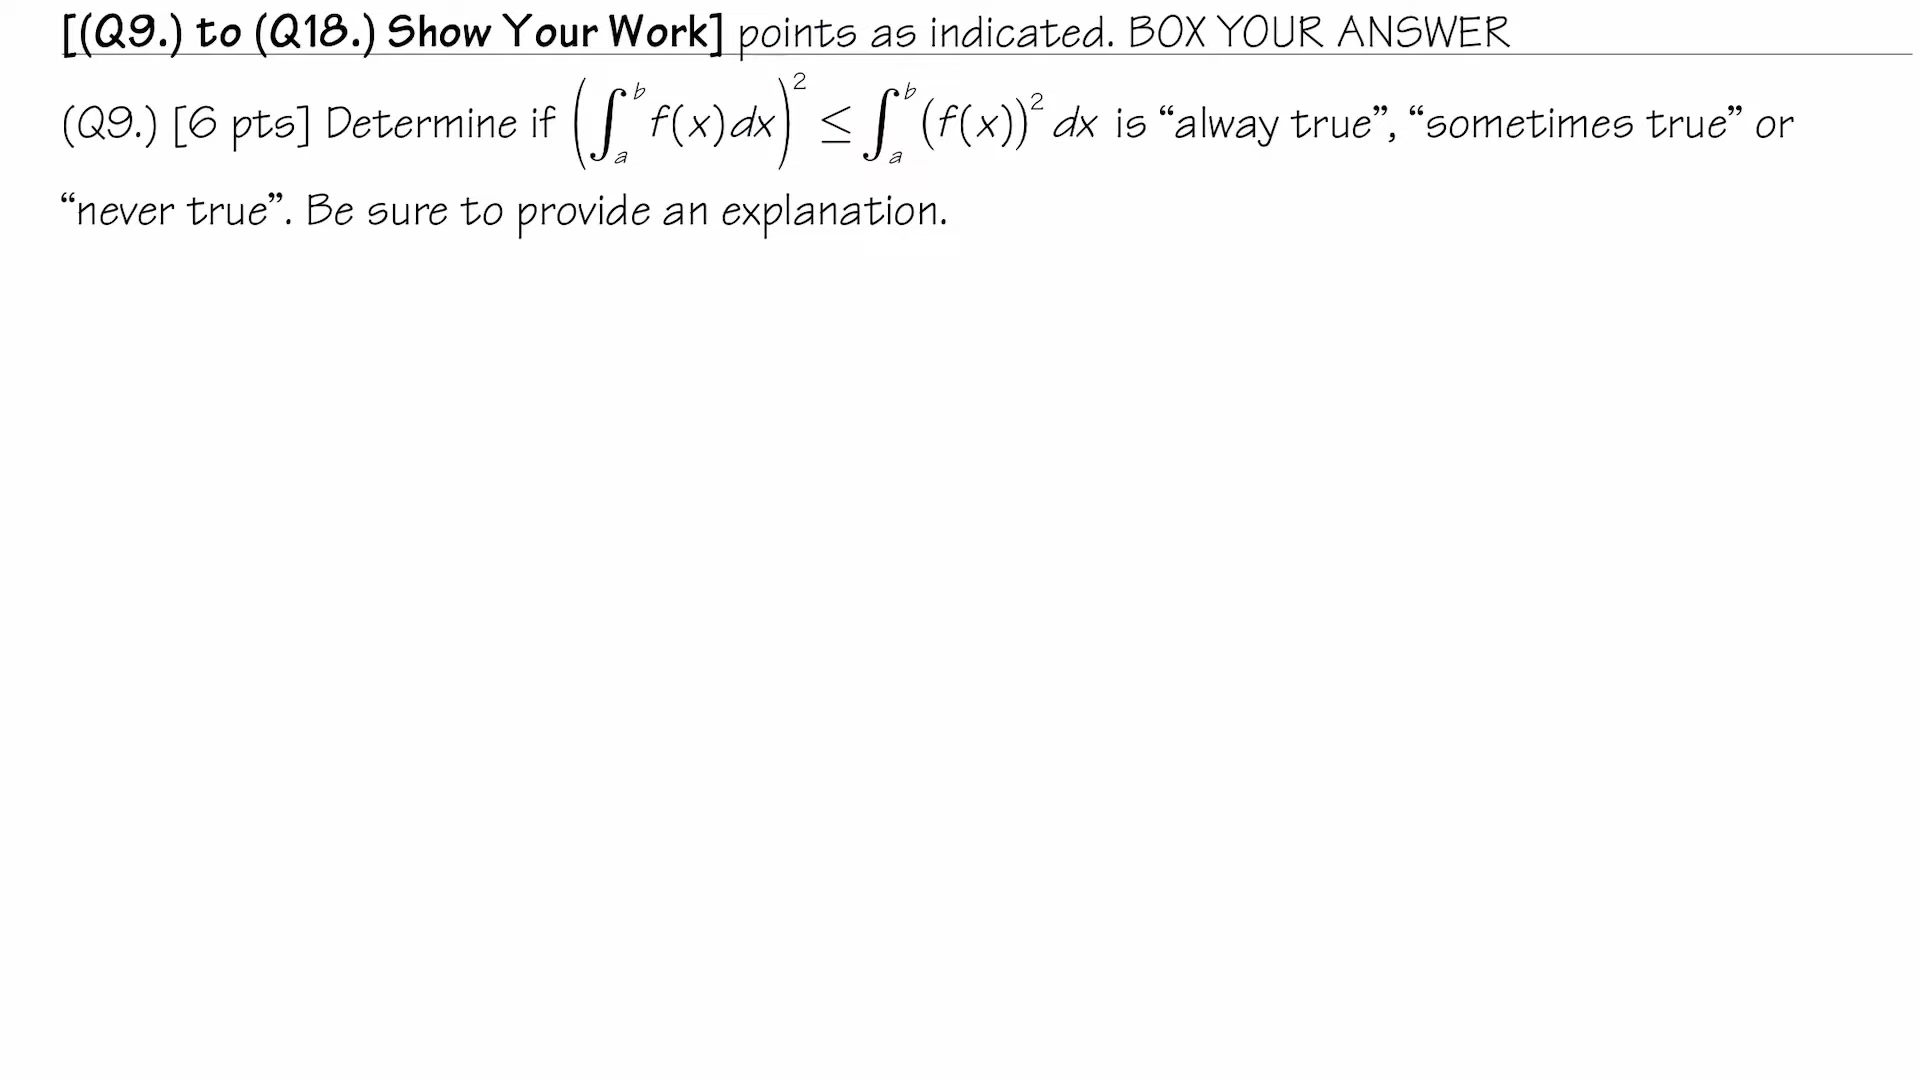 [(Q9.) to (Q18.) Show Your Work] points as indicated. BOX YOUR ANSWER
(Q9.) [6 pts] Determine if (∫_a^b f(x) dx)^2 ≤ ∫_a^b (f(x))^2 dx is “alway true”, “sometimes true” or
“never true”. Be sure to provide an explanation.